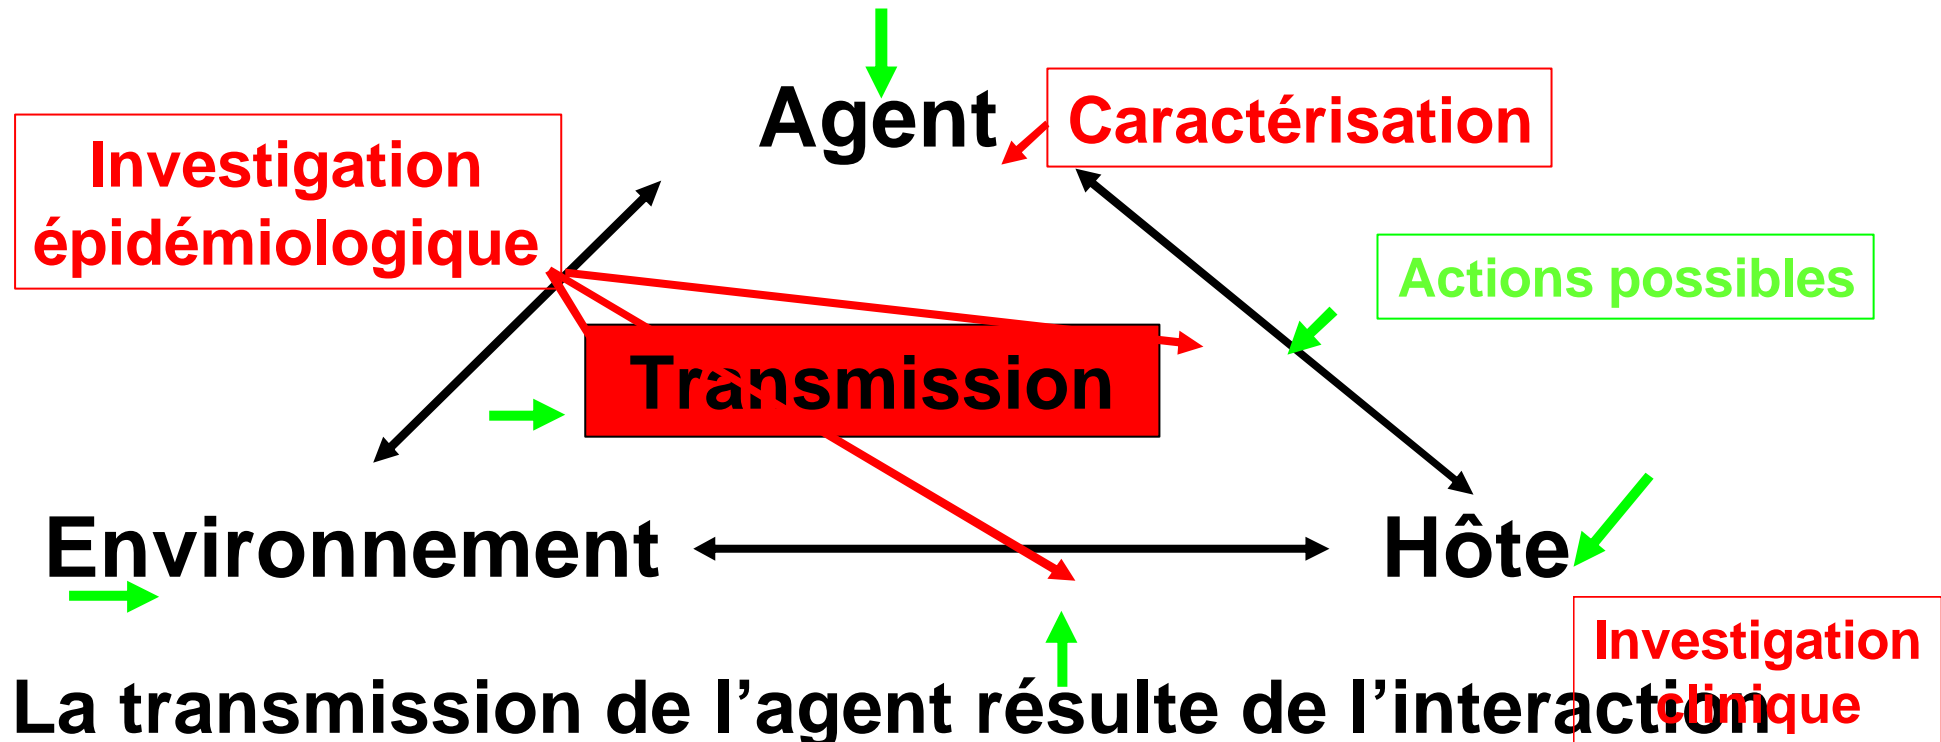 Agent
Caractérisation
Investigation
épidémiologique
Actions possibles
Transmission
Environnement
Hôte
Investigation
clinique
La transmission de l’agent résulte de l’interaction